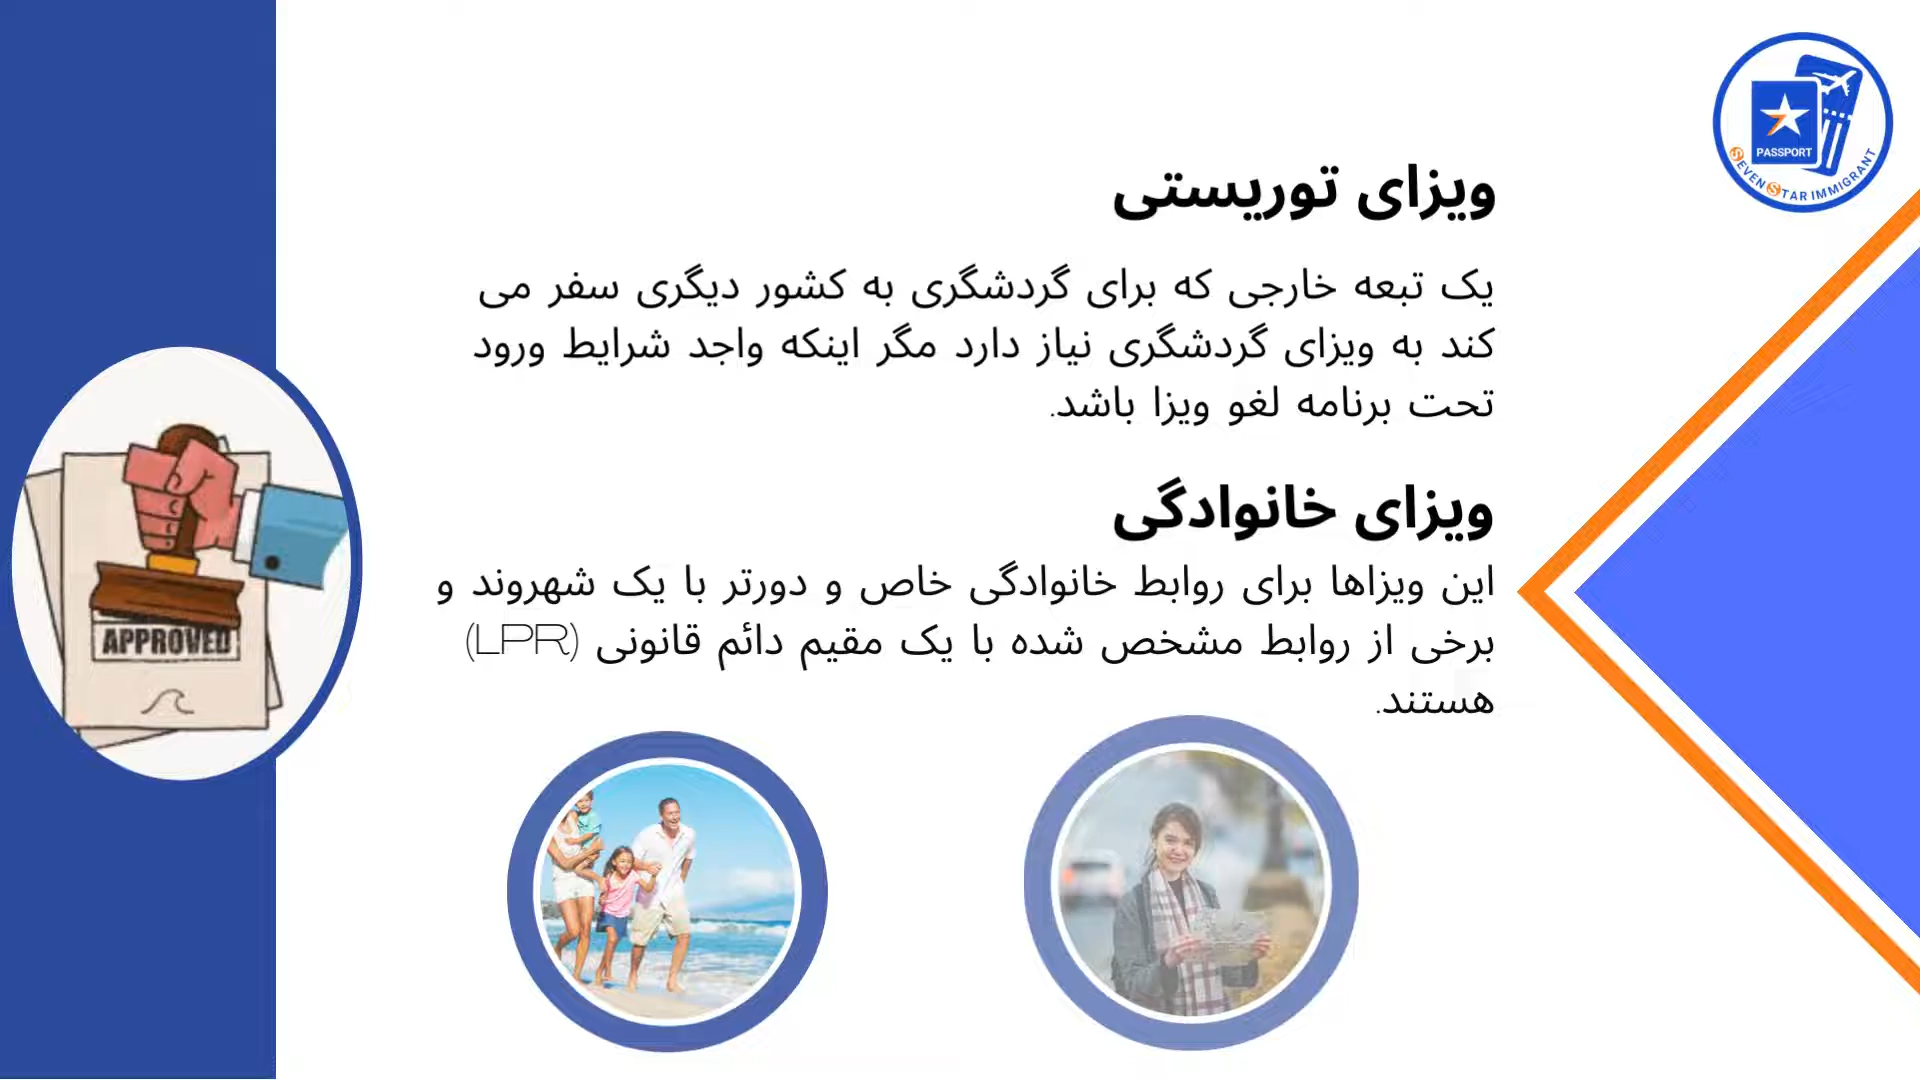 ویزای توریستی
یک تبعه خارجی که برای گردشگری به کشور دیگری سفر می
کند به ویزای گردشگری نیاز دارد مگر اینکه واجد شرایط ورود
تحت برنامه لغو ویزا باشد.
ویزای خانوادگی
این ویزاها برای روابط خانوادگی خاص و دورتر با یک شهروند و
برخی از روابط مشخص شده با یک مقیم دائم قانونی (LPR)
هستند.
APPROVED
PASSPORT
SEVEN STAR IMMIGRANT